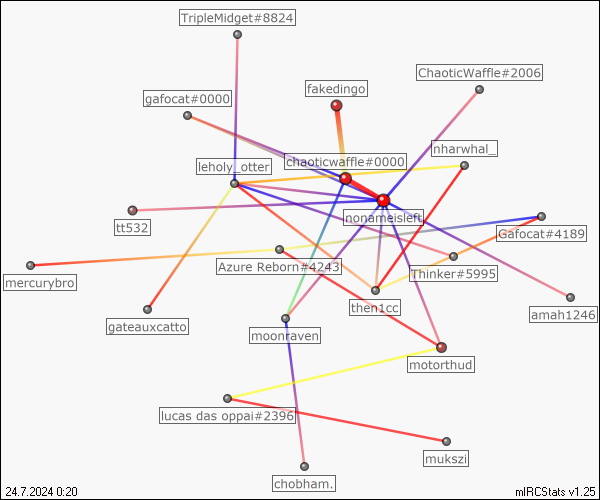 TripleMidget#8824
ChaoticWaffle#2006
fakedingo
gafocat#0000
nharwhal_
chaoticwaffle#0000
leholy_otter
nonameisleft
tt532
Gafocat#4189
Azure Reborn#4243
Thinker#5995
mercurybro
then1cc
amah1246
gateauxcatto
moonraven
motorthud
lucas das oppai#2396
mukszi
chobham.
24.7.2024 0:20
mIRCStats v1.25